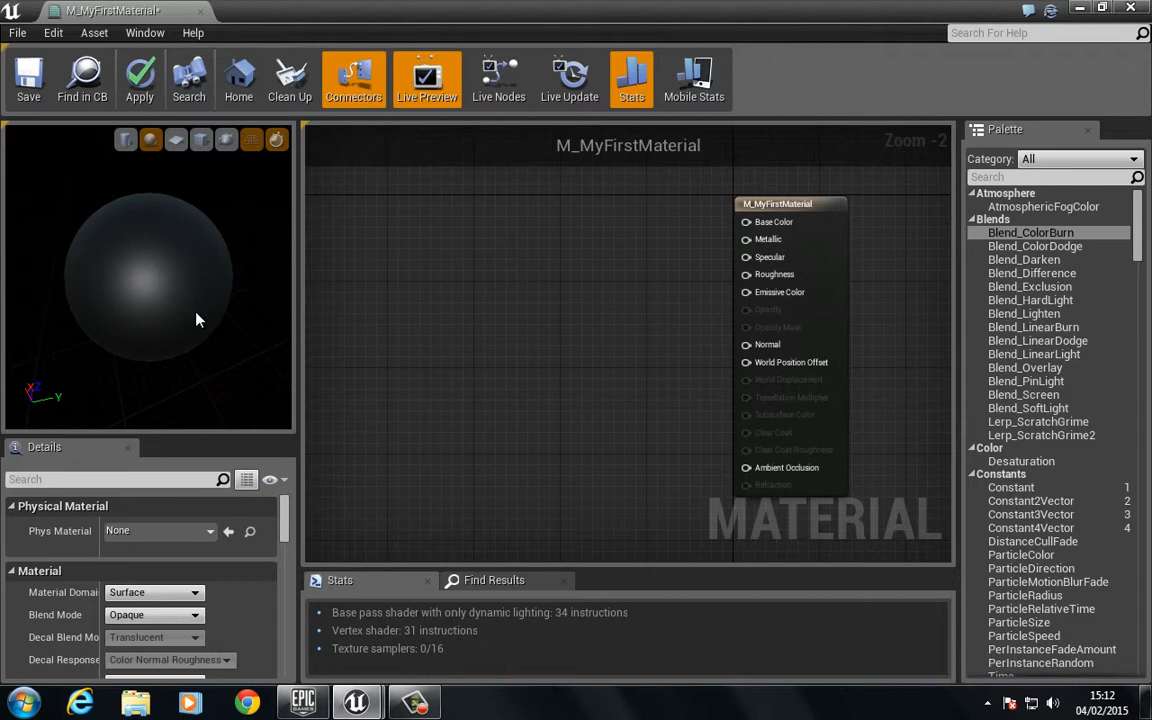 M_MyFirstMaterial*
File
Edit
Asset
Window
Help
Search For Help
Save
Find in CB
Apply
Search
Home
Clean Up
Connectors
Live Preview
Live Nodes
Live Update
Stats
Mobile Stats
X
Z
Y
M_MyFirstMaterial
Zoom -2
M_MyFirstMaterial
Base Color
Metallic
Specular
Roughness
Emissive Color
Opacity
Opacity Mask
Normal
World Position Offset
World Displacement
Tessellation Multiplier
Subsurface Color
Clear Coat
Clear Coat Roughness
Ambient Occlusion
Refraction
MATERIAL
Palette
Category: All
Search
Atmosphere
AtmosphericFogColor
Blends
Blend_ColorBurn
Blend_ColorDodge
Blend_Darken
Blend_Difference
Blend_Exclusion
Blend_HardLight
Blend_Lighten
Blend_LinearBurn
Blend_LinearDodge
Blend_LinearLight
Blend_Overlay
Blend_PinLight
Blend_Screen
Blend_SoftLight
Lerp_ScratchGrime
Lerp_ScratchGrime2
Color
Desaturation
Constants
Constant 1
Constant2Vector 2
Constant3Vector 3
Constant4Vector 4
DistanceCullFade
ParticleColor
ParticleDirection
ParticleMotionBlurFade
ParticleRadius
ParticleRelativeTime
ParticleSize
ParticleSpeed
PerInstanceFadeAmount
PerInstanceRandom
Time
Details
Search
Physical Material
Phys Material None
Material
Material Domai Surface
Blend Mode Opaque
Decal Blend Mo Translucent
Decal Response Color Normal Roughness
Stats
Find Results
Base pass shader with only dynamic lighting: 34 instructions
Vertex shader: 31 instructions
Texture samplers: 0/16
EPIC
GAMES
15:12
04/02/2015